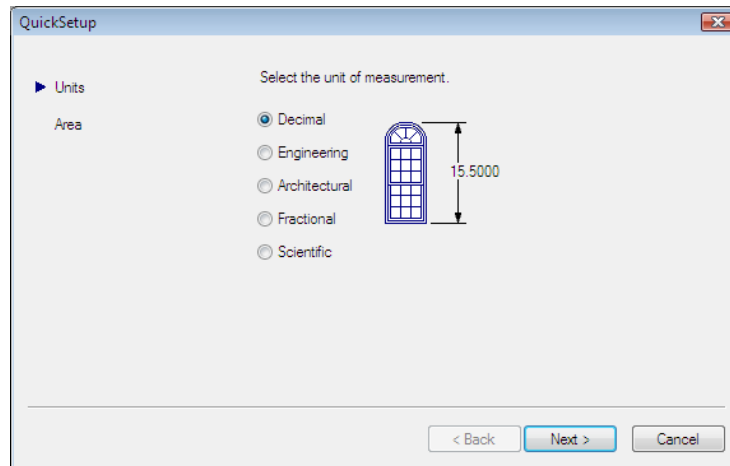 QuickSetup
Units
Area
Select the unit of measurement.
Decimal
Engineering
Architectural
Fractional
Scientific
15.5000
< Back
Next >
Cancel